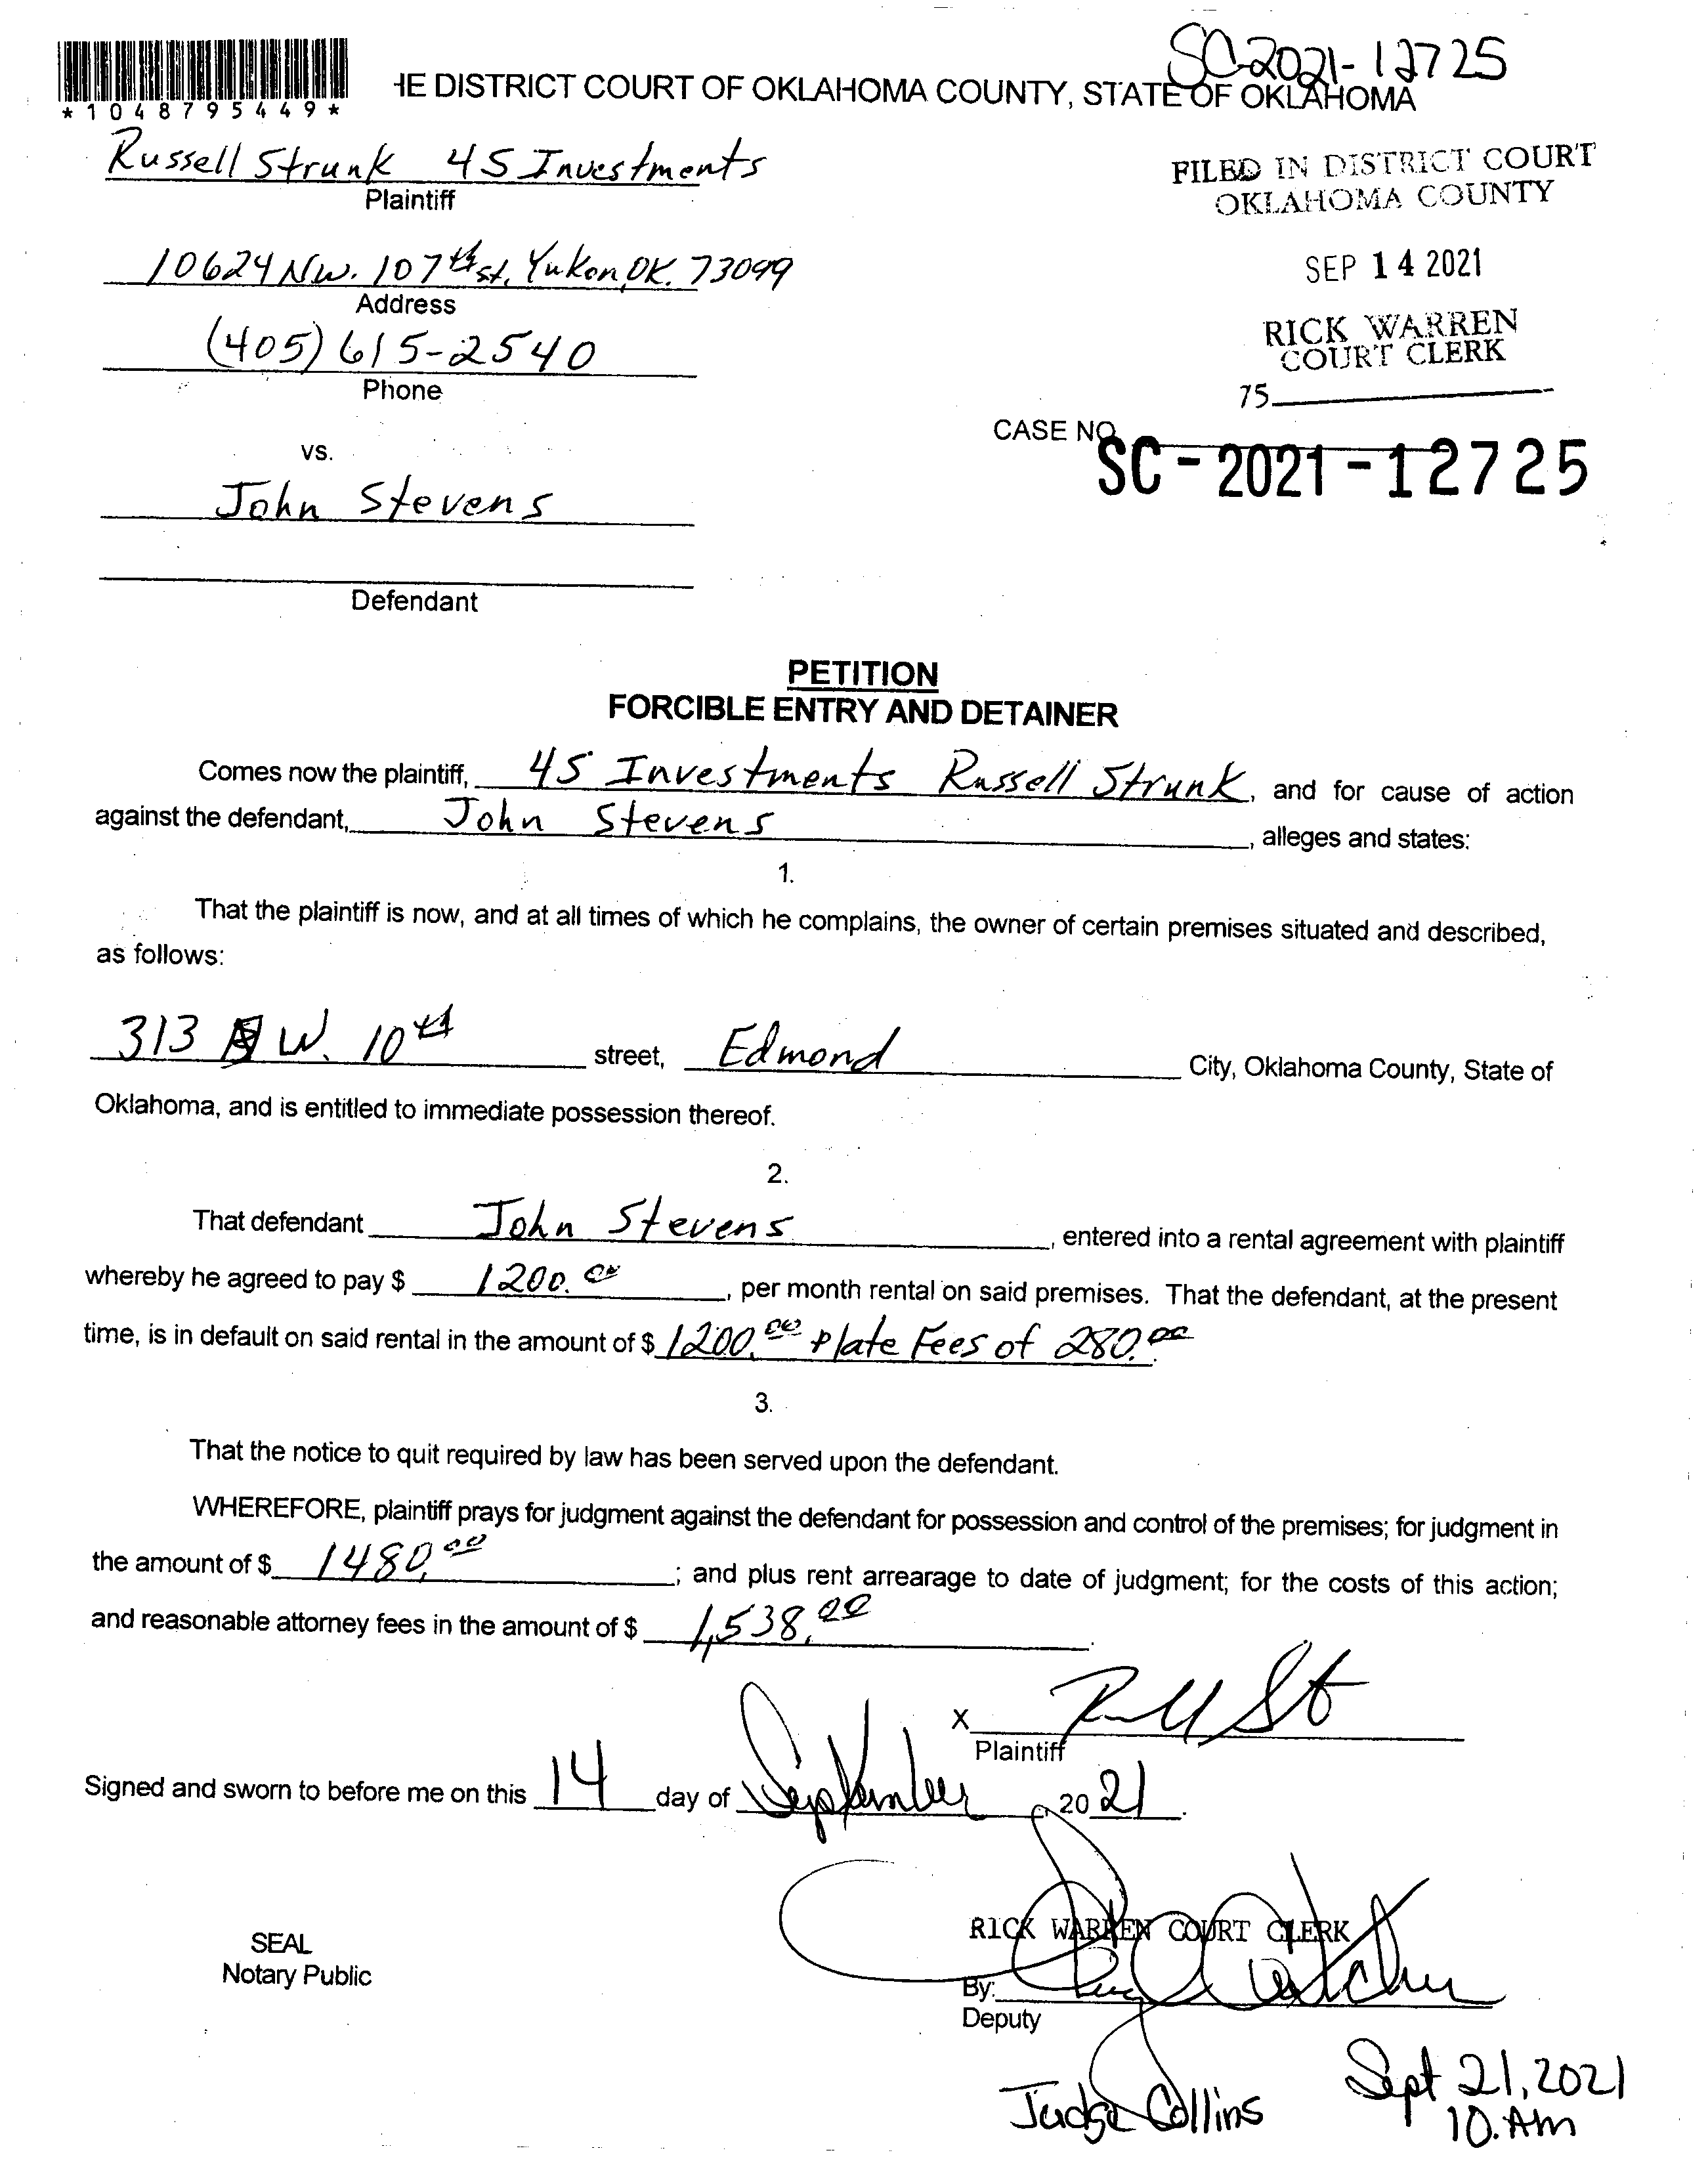 SC-2021-12725
*1048795449*
HE DISTRICT COURT OF OKLAHOMA COUNTY, STATE OF OKLAHOMA
Russell Strunk 4S Investments
Plaintiff
FILED IN DISTRICT COURT
OKLAHOMA COUNTY
10624 NW. 107th st, Yukon, OK. 73099
Address
SEP 14 2021
(405) 615-2540
Phone
RICK WARREN
COURT CLERK
75
CASE NO.
SC-2021-12725
vs.
John Stevens
Defendant
PETITION
FORCIBLE ENTRY AND DETAINER
Comes now the plaintiff, 4S Investments Russell Strunk, and for cause of action
against the defendant, John Stevens, alleges and states:
1.
That the plaintiff is now, and at all times of which he complains, the owner of certain premises situated and described,
as follows:
313 W. 10th street, Edmond City, Oklahoma County, State of
Oklahoma, and is entitled to immediate possession thereof.
2.
That defendant John Stevens, entered into a rental agreement with plaintiff
whereby he agreed to pay $ 1200.00, per month rental on said premises. That the defendant, at the present
time, is in default on said rental in the amount of $ 1200.00 + late Fees of 280.00.
3.
That the notice to quit required by law has been served upon the defendant.
WHEREFORE, plaintiff prays for judgment against the defendant for possession and control of the premises; for judgment in
the amount of $ 1480.00; and plus rent arrearage to date of judgment; for the costs of this action;
and reasonable attorney fees in the amount of $ 1,538.00.
X
Plaintiff
Signed and sworn to before me on this 14 day of September, 2021.
RICK WARREN COURT CLERK
SEAL
Notary Public
By:
Deputy
Judge Collins
Sept 21, 2021
10. Am